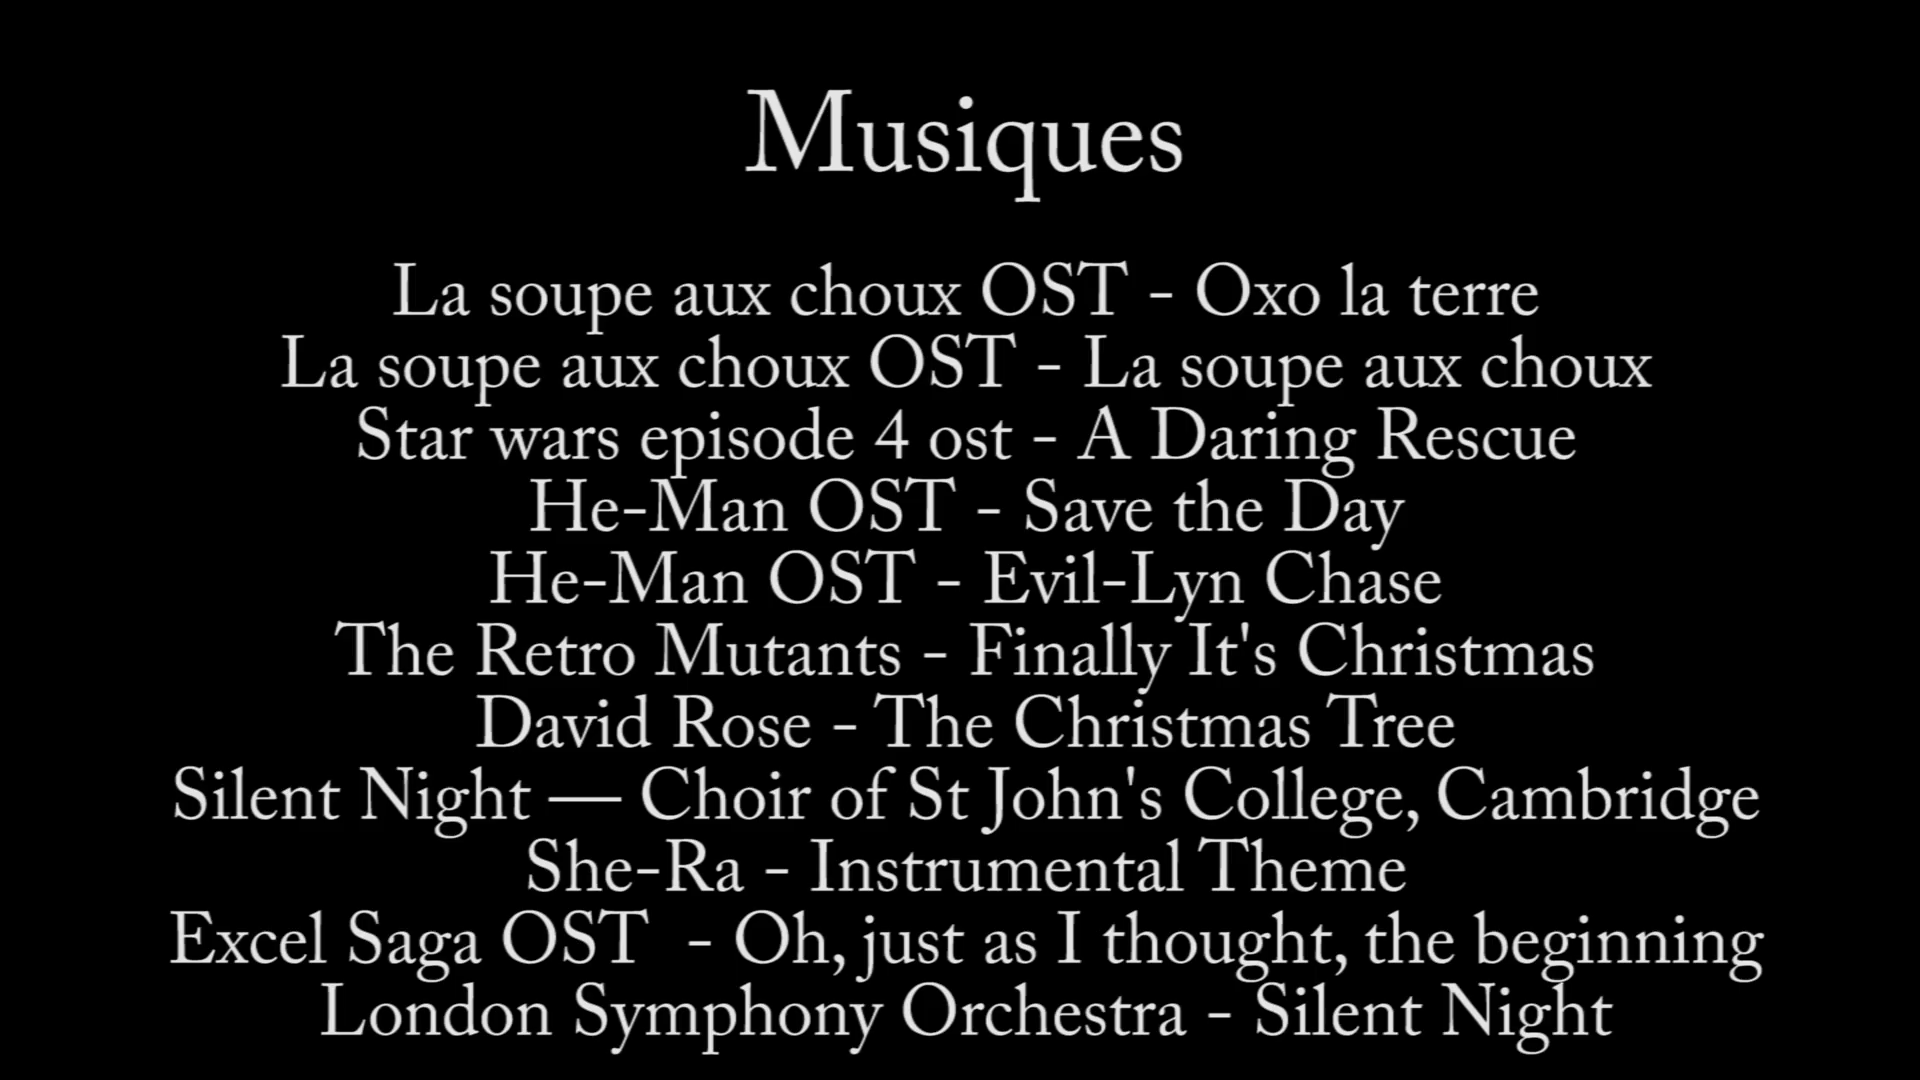 Musiques
La soupe aux choux OST - Oxo la terre
La soupe aux choux OST - La soupe aux choux
Star wars episode 4 ost - A Daring Rescue
He-Man OST - Save the Day
He-Man OST - Evil-Lyn Chase
The Retro Mutants - Finally It's Christmas
David Rose - The Christmas Tree
Silent Night — Choir of St John's College, Cambridge
She-Ra - Instrumental Theme
Excel Saga OST  - Oh, just as I thought, the beginning
London Symphony Orchestra - Silent Night